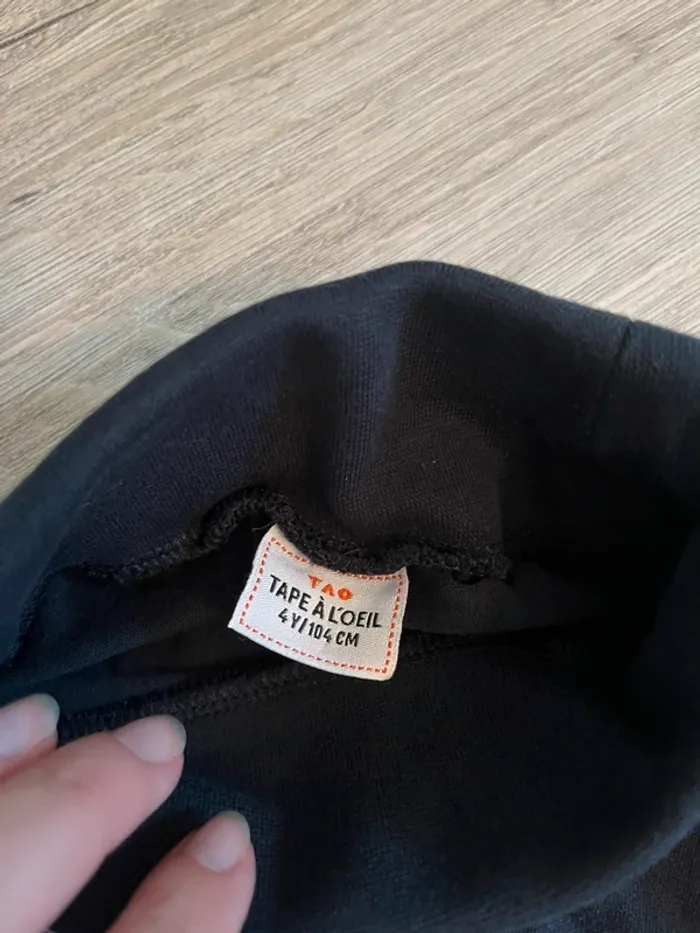 TAO
TAPE À L'OEIL
4Y/104 CM